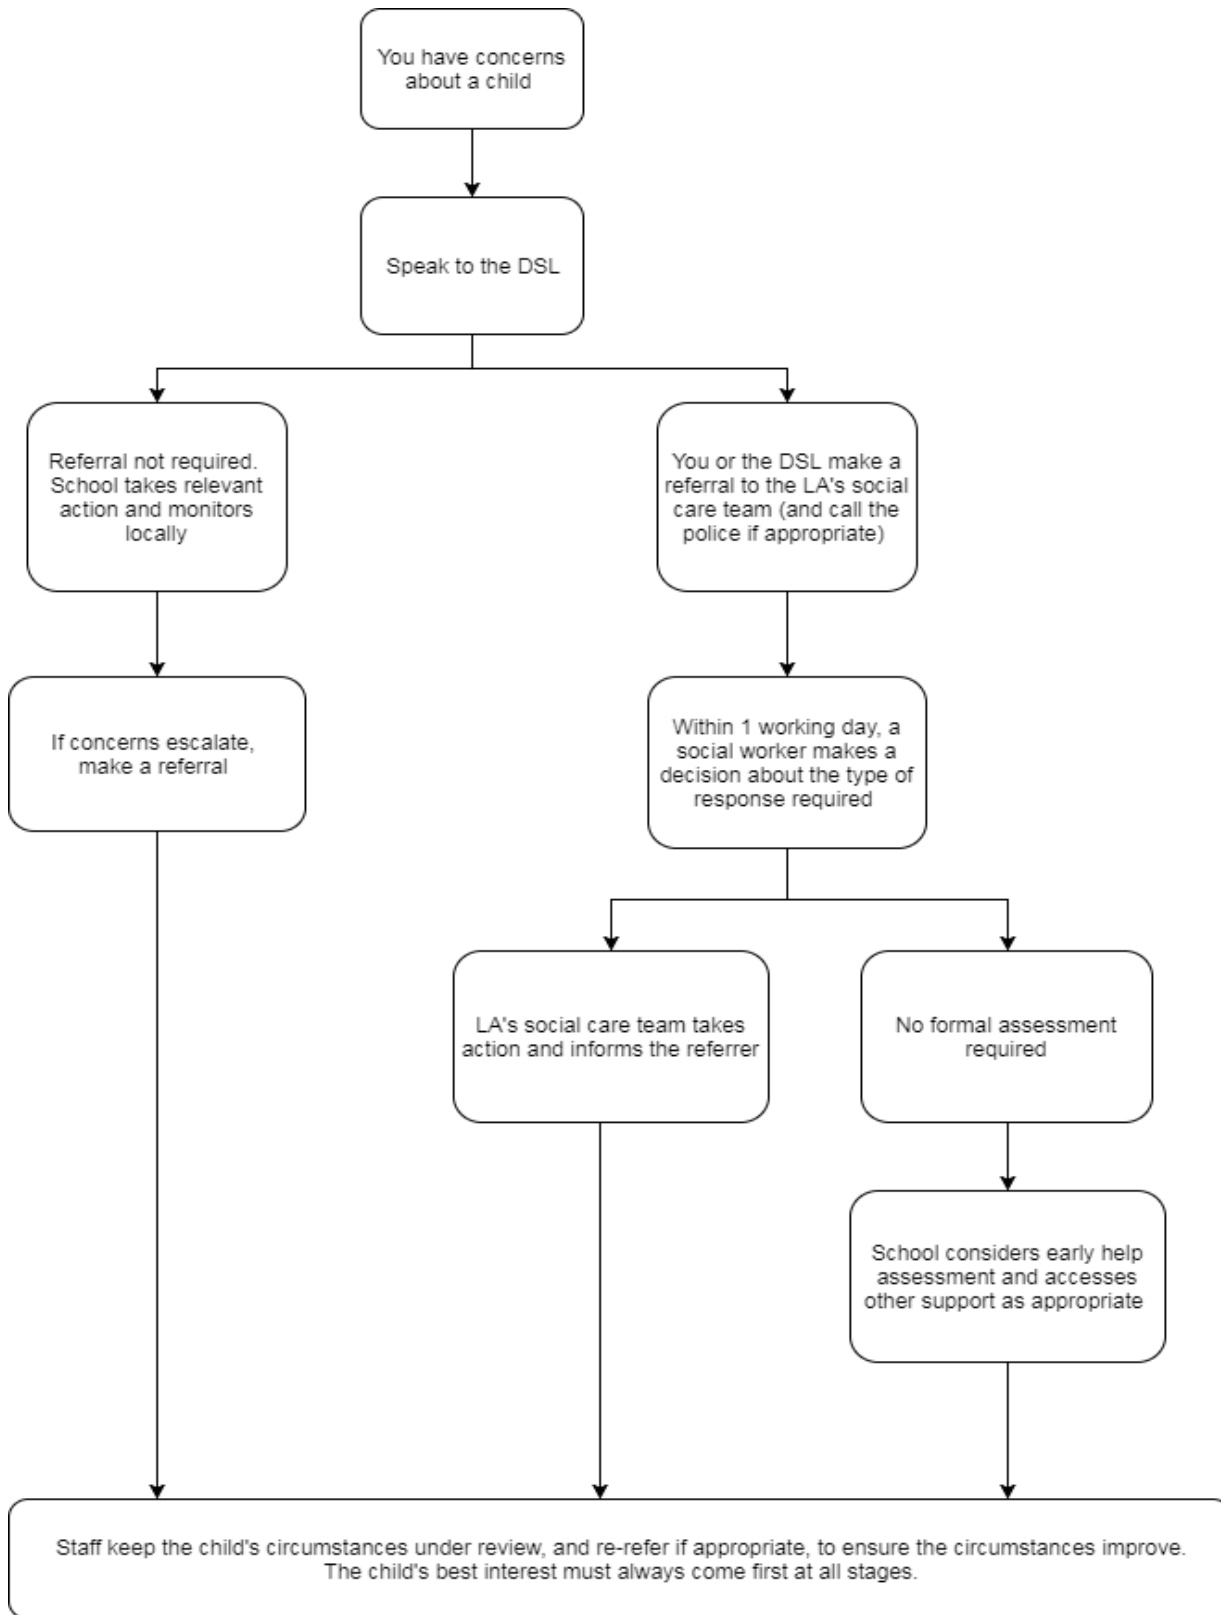 You have concerns
about a child
Speak to the DSL
Referral not required.
School takes relevant
action and monitors
locally
You or the DSL make a
referral to the LA's social
care team (and call the
police if appropriate)
If concerns escalate,
make a referral
Within 1 working day, a
social worker makes a
decision about the type of
response required
LA's social care team takes
action and informs the referrer
No formal assessment
required
School considers early help
assessment and accesses
other support as appropriate
Staff keep the child's circumstances under review, and re-refer if appropriate, to ensure the circumstances improve.
The child's best interest must always come first at all stages.